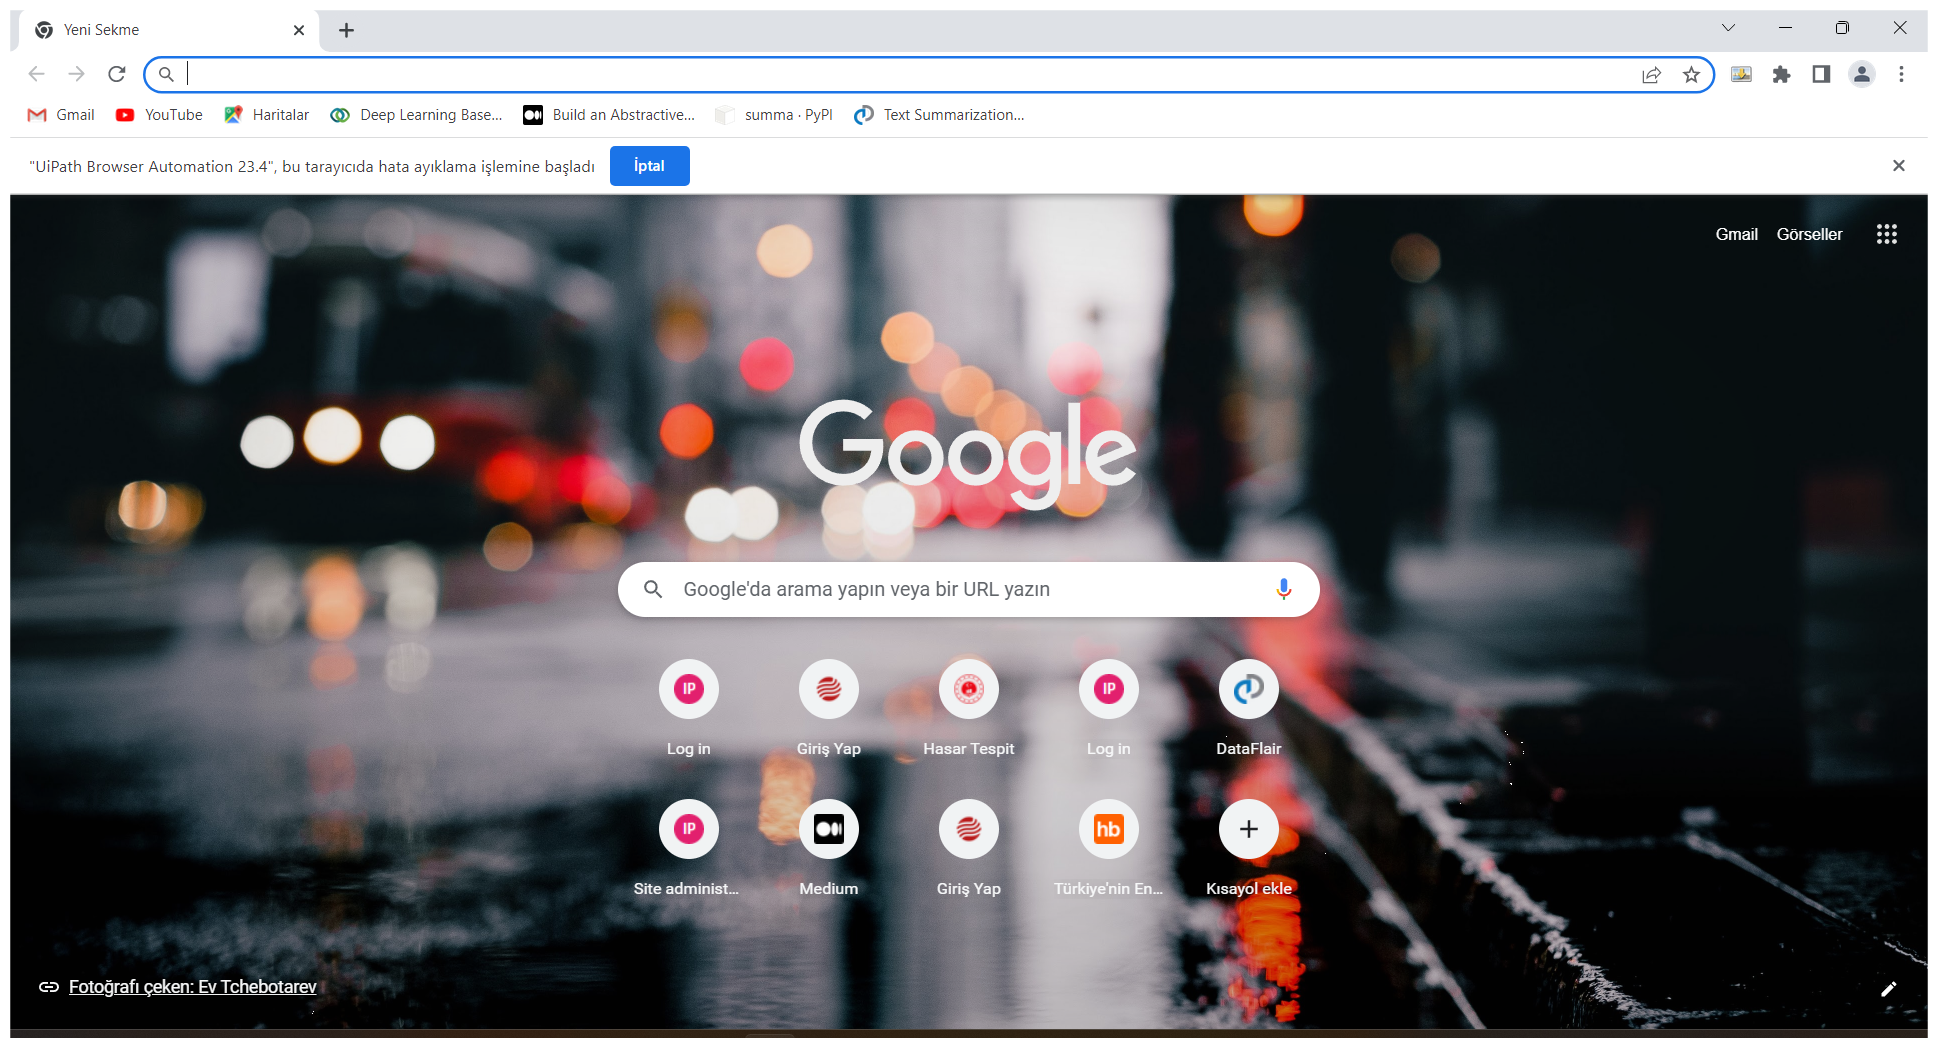 Yeni Sekme
Gmail
YouTube
Haritalar
Deep Learning Base...
Build an Abstractive...
summa · PyPI
Text Summarization...
"UiPath Browser Automation 23.4", bu tarayıcıda hata ayıklama işlemine başladı
İptal
Gmail
Görseller
Google
Google'da arama yapın veya bir URL yazın
IP
IP
Log in
Giriş Yap
Hasar Tespit
Log in
DataFlair
IP
hb
Site administ...
Medium
Giriş Yap
Türkiye'nin En...
Kısayol ekle
Fotoğrafı çeken: Ev Tchebotarev